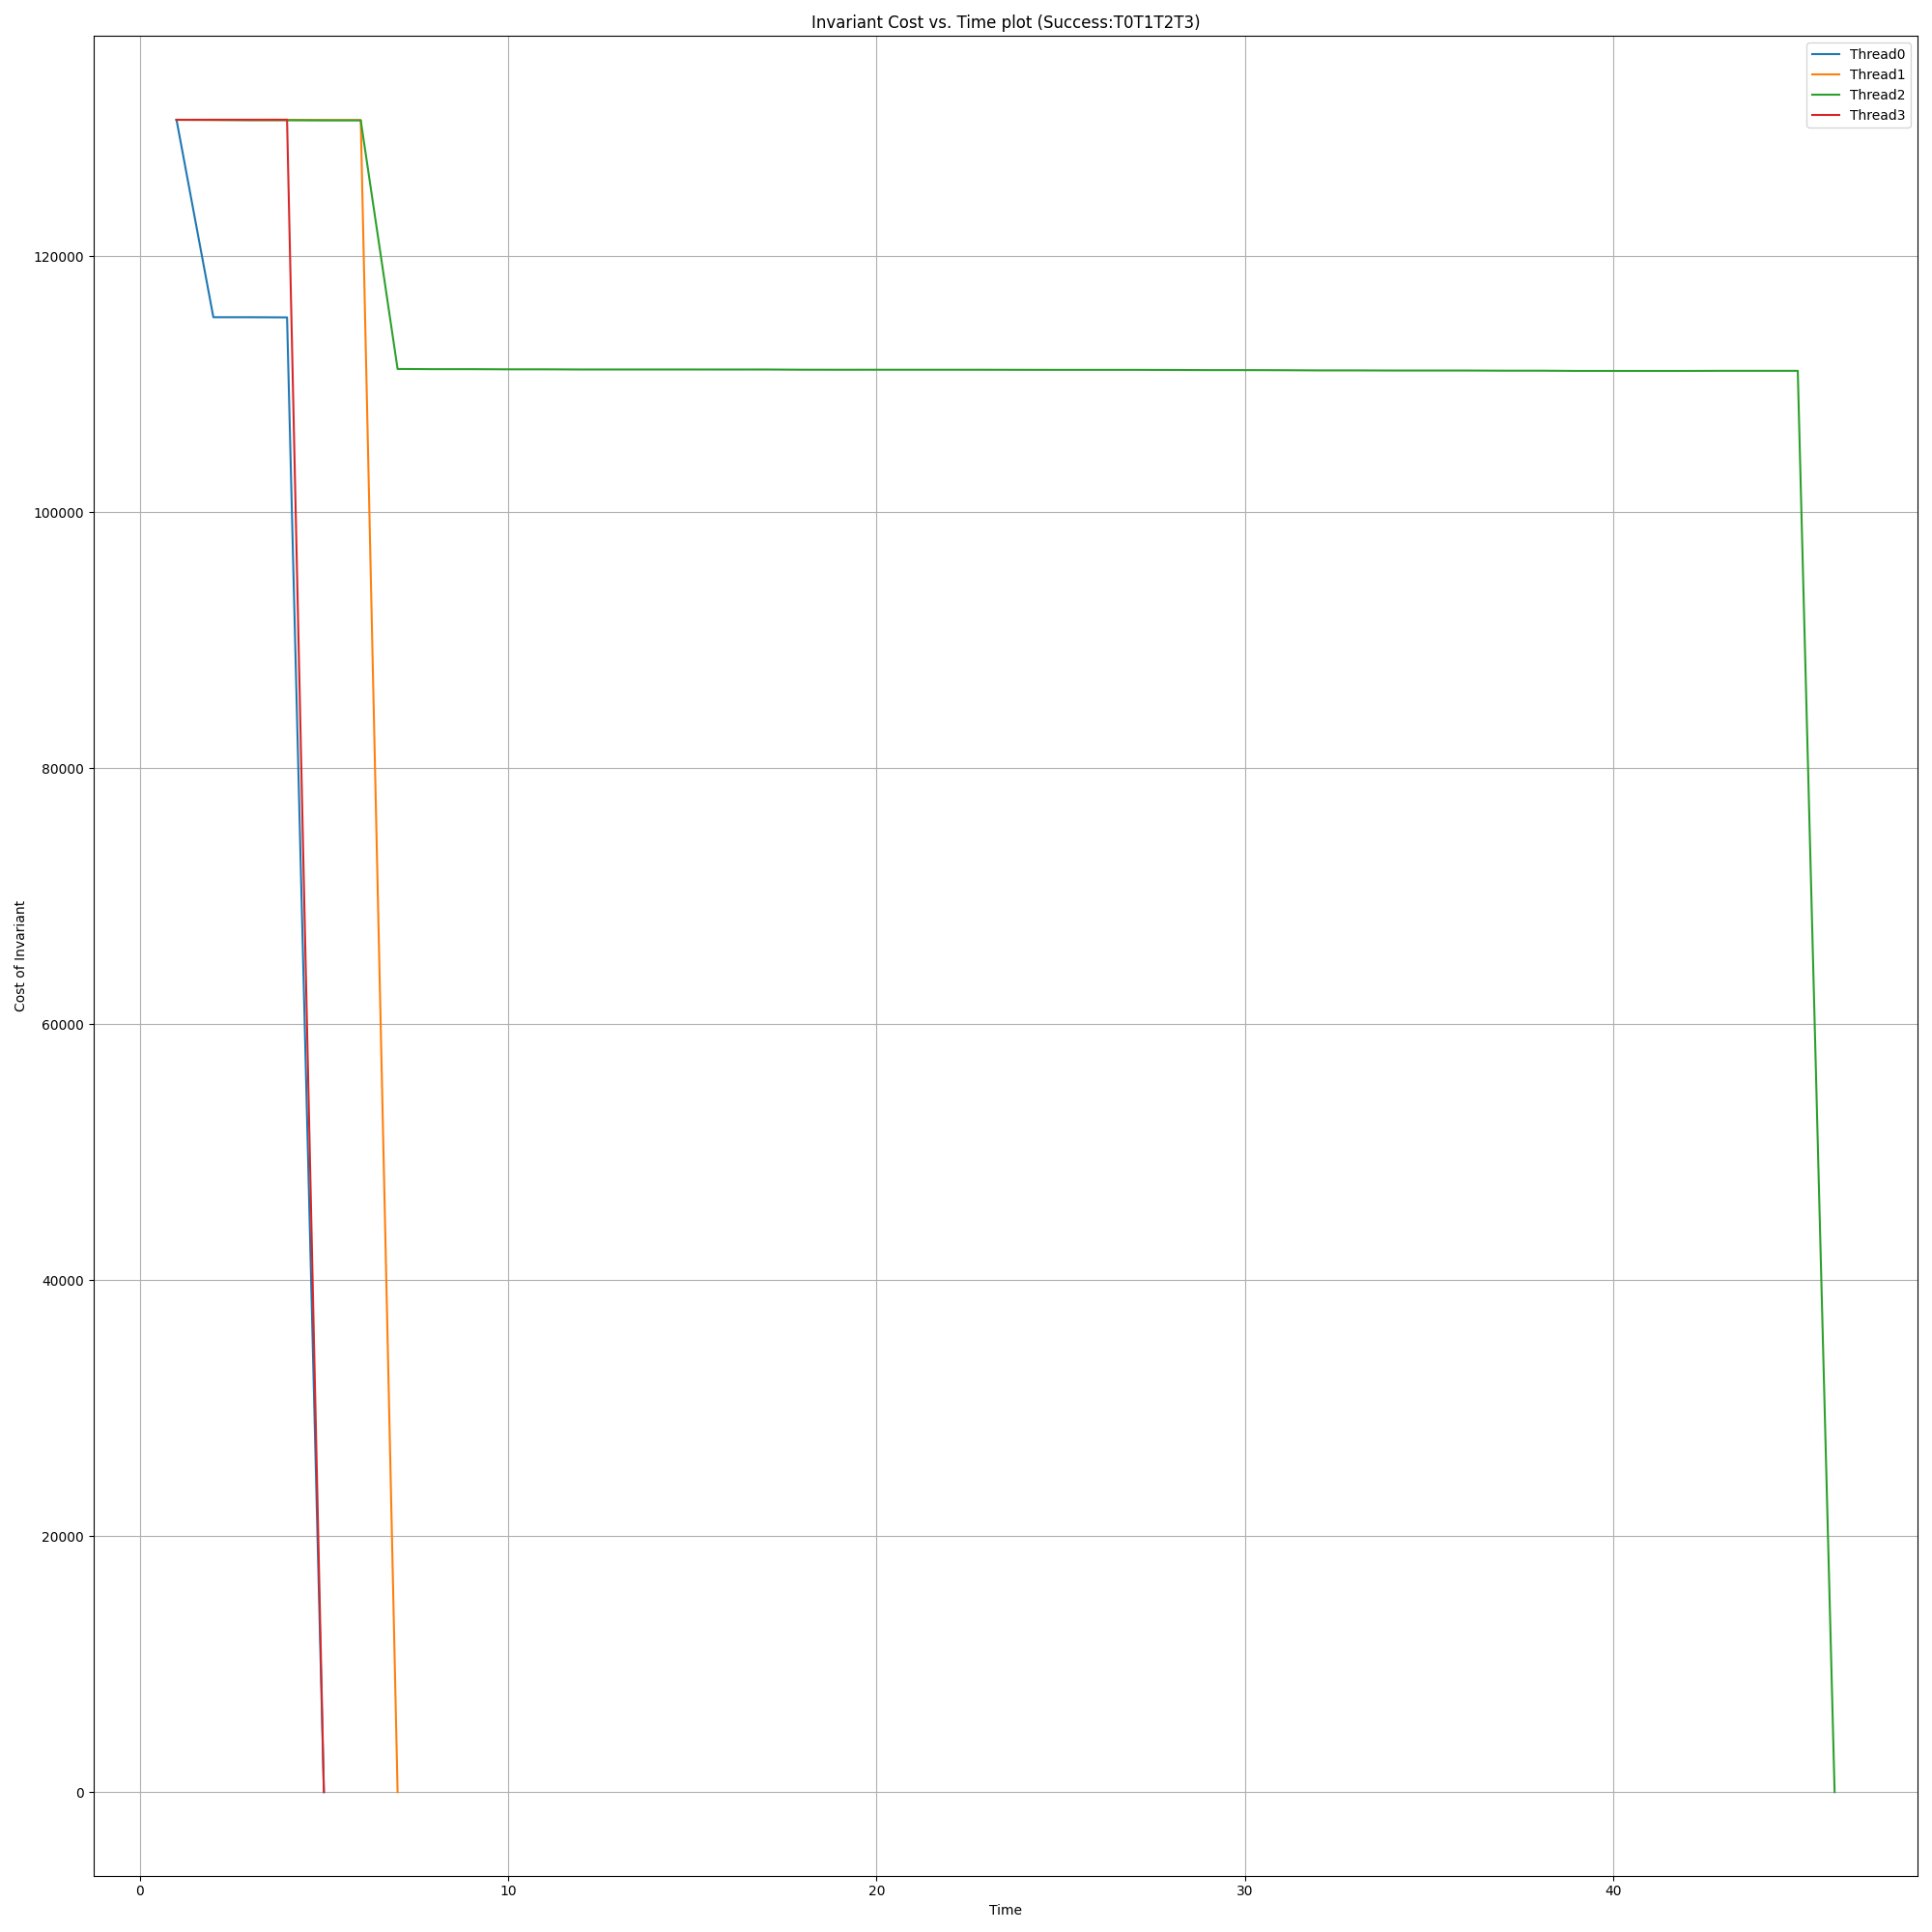 Invariant Cost vs. Time plot (Success:T0T1T2T3)
Thread0
Thread1
Thread2
Thread3
120000
100000
80000
60000
40000
20000
0
Cost of Invariant
0 10 20 30 40
Time